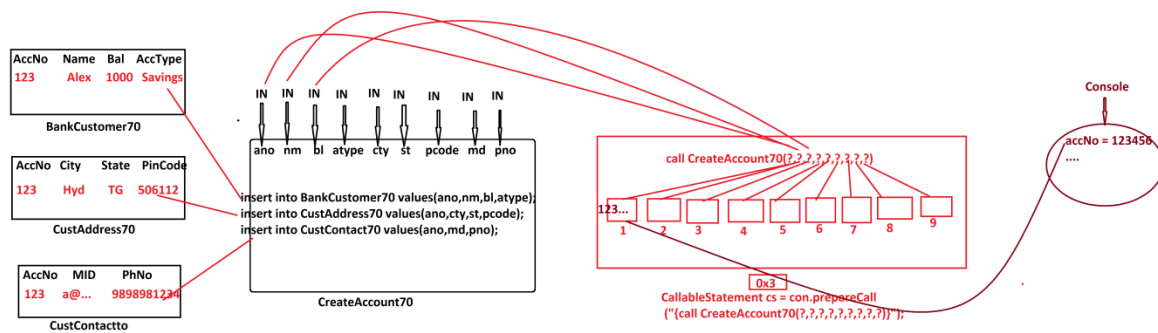 AccNo Name Bal AccType
123 Alex 1000 Savings
BankCustomer70
AccNo City State PinCode
123 Hyd TG 506112
CustAddress70
AccNo MID PhNo
123 a@... 9898981234
CustContactto
IN IN IN IN IN IN IN IN IN
ano nm bl atype cty st pcode md pno
insert into BankCustomer70 values(ano,nm,bl,atype);
insert into CustAddress70 values(ano,cty,st,pcode);
insert into CustContact70 values(ano,md,pno);
CreateAccount70
call CreateAccount70(?,?,?,?,?,?,?,?,?)
123...
1 2 3 4 5 6 7 8 9
0x3
CallableStatement cs = con.prepareCall
("{call CreateAccount70(?,?,?,?,?,?,?,?,?)}");
Console
accNo = 123456
....